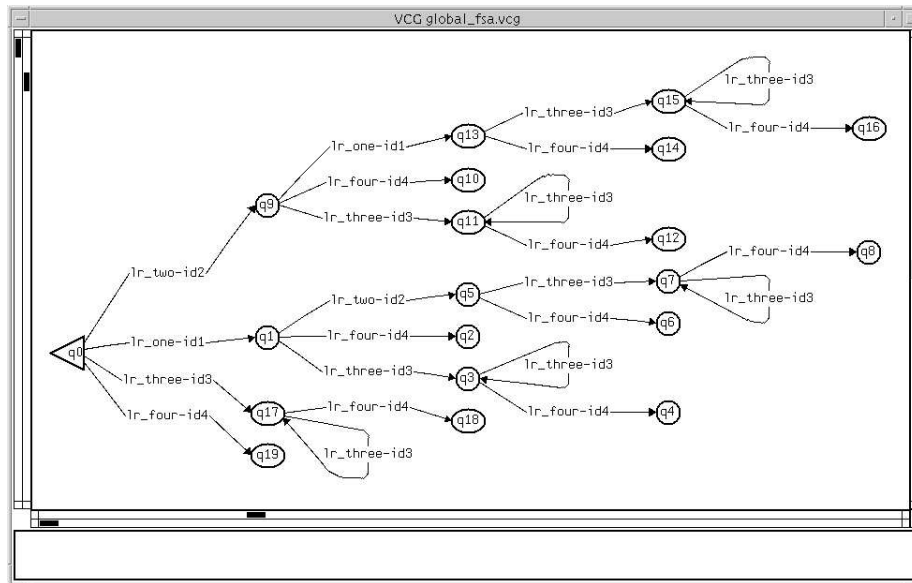 VCG global_fsa.vcg
lr_three-id3
q15
lr_three-id3
q13
lr_four-id4
q16
lr_one-id1
lr_four-id4
q14
lr_four-id4
q10
q9
lr_three-id3
lr_three-id3
q11
lr_four-id4
q12
lr_four-id4
q8
lr_two-id2
lr_three-id3
q7
lr_two-id2
q5
lr_three-id3
lr_four-id4
q6
lr_one-id1
q1
lr_four-id4
q2
q0
lr_three-id3
lr_three-id3
q3
lr_three-id3
lr_four-id4
q4
q17
lr_four-id4
q18
lr_four-id4
lr_three-id3
q19